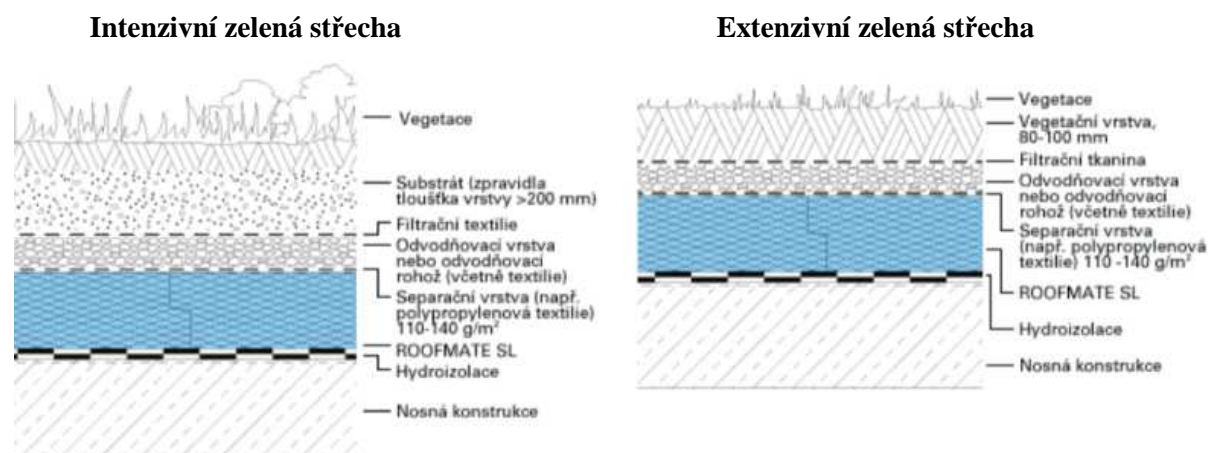 Intenzivní zelená střecha
Vegetace
Substrát (zpravidla
tloušťka vrstvy >200 mm)
Filtrační textilie
Odvodňovací vrstva
nebo odvodňovací
rohož (včetně textilie)
Separační vrstva (např.
polypropylenová textilie)
110-140 g/m²
ROOFMATE SL
Hydroizolace
Nosná konstrukce
Extenzivní zelená střecha
Vegetace
Vegetační vrstva,
80-100 mm
Filtrační tkanina
Odvodňovací vrstva
nebo odvodňovací
rohož (včetně textilie)
Separační vrstva
(např. polypropylenová
textilie) 110 -140 g/m²
ROOFMATE SL
Hydroizolace
Nosná konstrukce